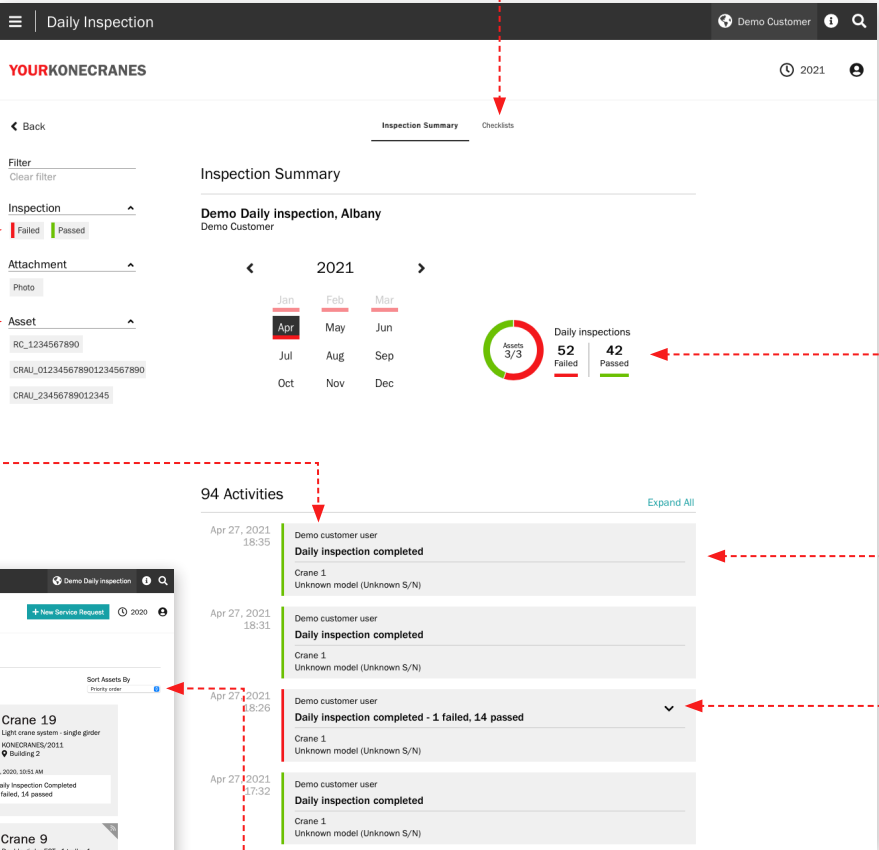 Daily Inspection
Demo Customer
YOURKONECRANES
2021
Back
Inspection Summary
Checklists
Filter
Clear filter
Inspection
Failed
Passed
Attachment
Photo
Asset
RC_1234567890
CRAU_012345678901234567890
CRAU_23456789012345
Inspection Summary
Demo Daily inspection, Albany
Demo Customer
2021
Jan Feb Mar
Apr May Jun
Jul Aug Sep
Oct Nov Dec
Assets
3/3
Daily inspections
52 42
Failed Passed
94 Activities
Expand All
Apr 27, 2021
18:35
Demo customer user
Daily inspection completed
Crane 1
Unknown model (Unknown S/N)
Apr 27, 2021
18:31
Demo customer user
Daily inspection completed
Crane 1
Unknown model (Unknown S/N)
Apr 27, 2021
18:26
Demo customer user
Daily inspection completed - 1 failed, 14 passed
Crane 1
Unknown model (Unknown S/N)
Apr 27, 2021
17:32
Demo customer user
Daily inspection completed
Crane 1
Unknown model (Unknown S/N)
Demo Daily inspection
+ New Service Request
2020
Sort Assets By
Priority order
Crane 19
Light crane system - single girder
KONECRANES/2011
Building 2
, 2020, 10:51 AM
aily Inspection Completed
failed, 14 passed
Crane 9